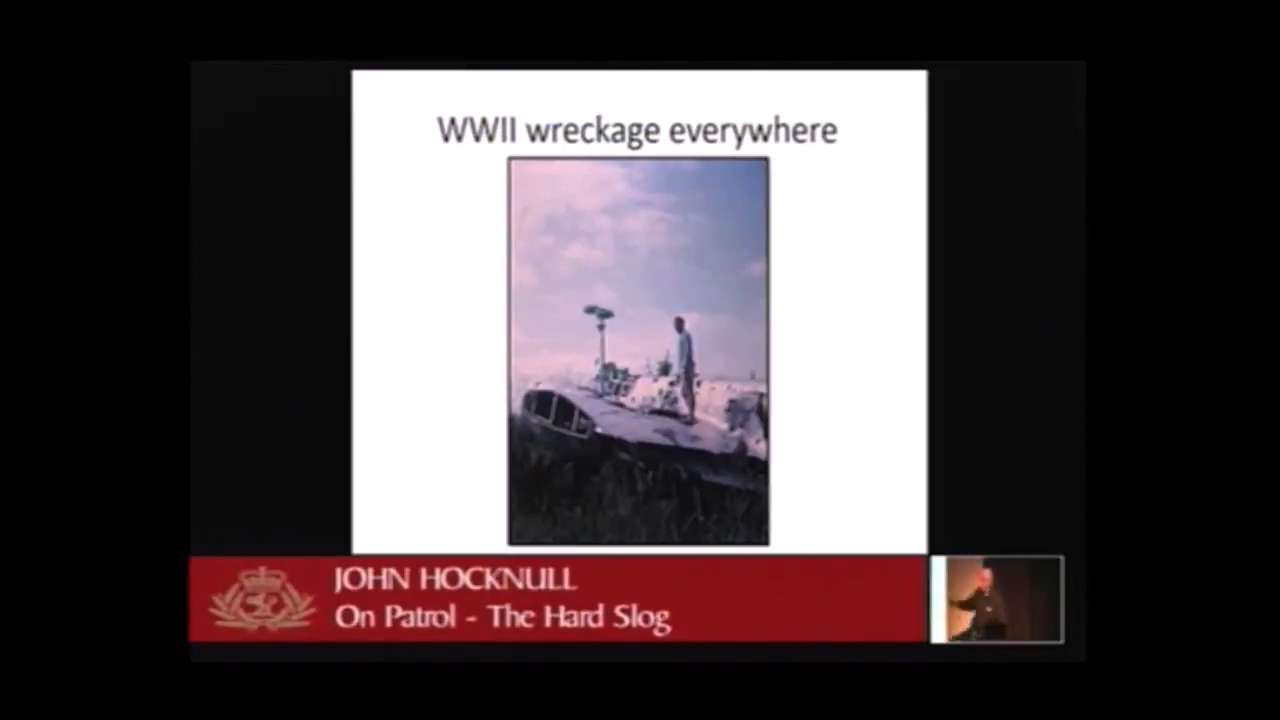 WWII wreckage everywhere
JOHN HOCKNULL
On Patrol - The Hard Slog